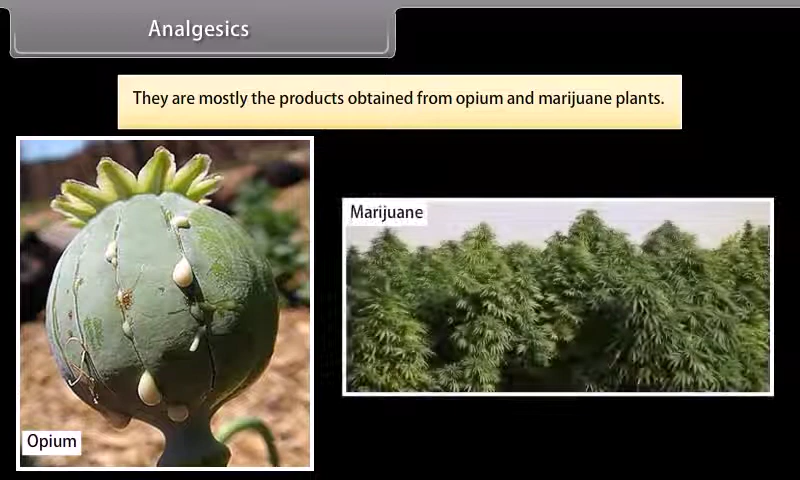 Analgesics
They are mostly the products obtained from opium and marijuane plants.
Marijuane
Opium